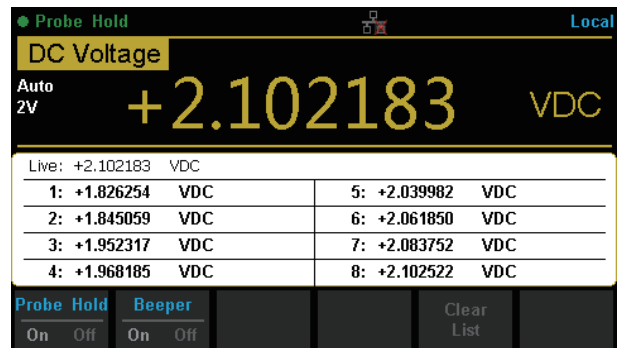 Probe Hold Local
DC Voltage
Auto
2V
+2.102183 VDC
Live: +2.102183 VDC
1: +1.826254 VDC 5: +2.039982 VDC
2: +1.845059 VDC 6: +2.061850 VDC
3: +1.952317 VDC 7: +2.083752 VDC
4: +1.968185 VDC 8: +2.102522 VDC
Probe Hold Beeper Clear
On Off On Off List